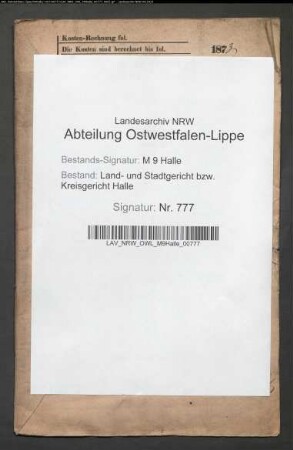 Kosten-Rechnung fol.
Die Kosten sind berechnet bis fol. 187
Landesarchiv NRW
Abteilung Ostwestfalen-Lippe
Bestands-Signatur: M 9 Halle
Bestand: Land- und Stadtgericht bzw.
Kreisgericht Halle
Signatur: Nr. 777
LAV_NRW_OWL_M9Halle_00777